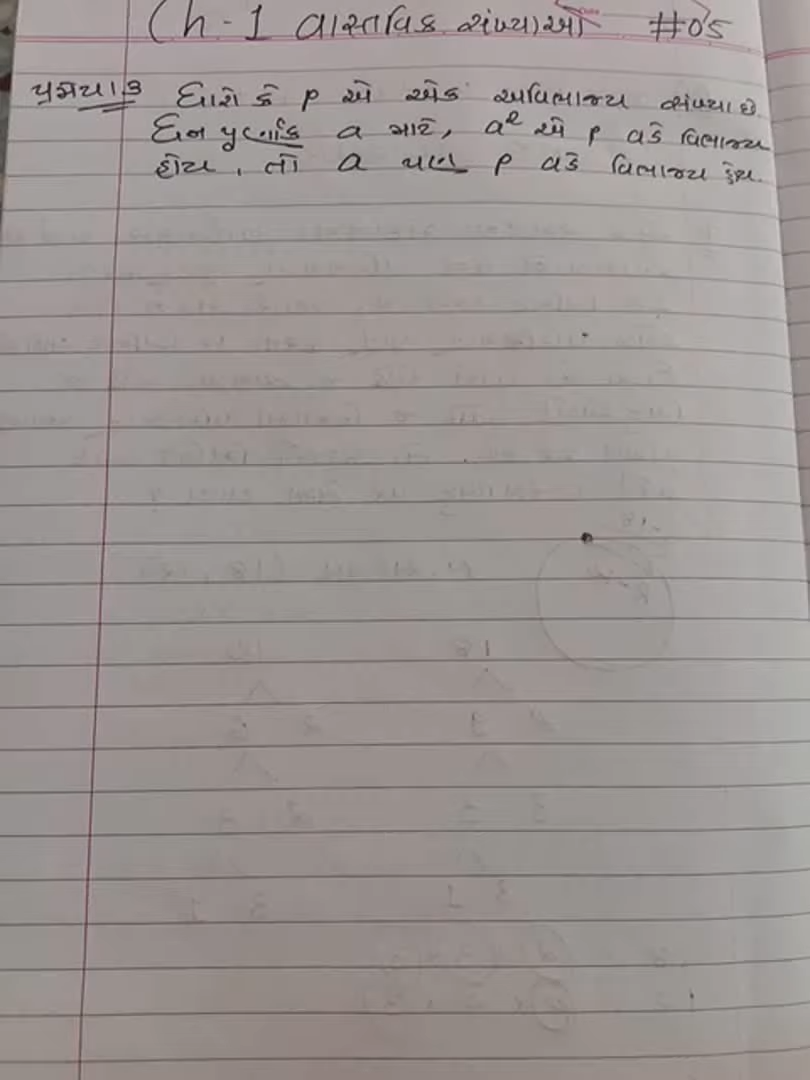 Ch-1 વાસ્તવિક સંખ્યાઓ #05
પ્રમેય 1.3 ધારો કે p એ એક અવિભાજ્ય સંખ્યા છે
ધન પૂર્ણાંક a માટે, a² એ p વડે વિભાજ્ય
હોય, તો a પણ p વડે વિભાજ્ય હોય.